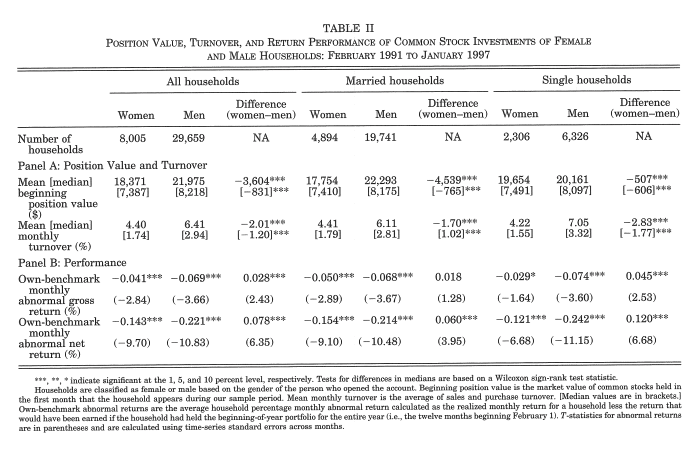 TABLE II
POSITION VALUE, TURNOVER, AND RETURN PERFORMANCE OF COMMON STOCK INVESTMENTS OF FEMALE
AND MALE HOUSEHOLDS: FEBRUARY 1991 TO JANUARY 1997
All households Married households Single households
Difference Difference Difference
Women Men (women–men) Women Men (women–men) Women Men (women–men)
Number of 8,005 29,659 NA 4,894 19,741 NA 2,306 6,326 NA
households
Panel A: Position Value and Turnover
Mean [median] 18,371 21,975 −3,604*** 17,754 22,293 −4,539*** 19,654 20,161 −507***
beginning [7,387] [8,218] [−831]*** [7,410] [8,175] [−765]*** [7,491] [8,097] [−606]***
position value
($)
Mean [median] 4.40 6.41 −2.01*** 4.41 6.11 −1.70*** 4.22 7.05 −2.83***
monthly [1.74] [2.94] [−1.20]*** [1.79] [2.81] [1.02]*** [1.55] [3.32] [−1.77]***
turnover (%)
Panel B: Performance
Own-benchmark −0.041*** −0.069*** 0.028*** −0.050*** −0.068*** 0.018 −0.029* −0.074*** 0.045***
monthly
abnormal gross (−2.84) (−3.66) (2.43) (−2.89) (−3.67) (1.28) (−1.64) (−3.60) (2.53)
return (%)
Own-benchmark −0.143*** −0.221*** 0.078*** −0.154*** −0.214*** 0.060*** −0.121*** −0.242*** 0.120***
monthly
abnormal net (−9.70) (−10.83) (6.35) (−9.10) (−10.48) (3.95) (−6.68) (−11.15) (6.68)
return (%)
***, **, * indicate significant at the 1, 5, and 10 percent level, respectively. Tests for differences in medians are based on a Wilcoxon sign-rank test statistic.
Households are classified as female or male based on the gender of the person who opened the account. Beginning position value is the market value of common stocks held in
the first month that the household appears during our sample period. Mean monthly turnover is the average of sales and purchase turnover. [Median values are in brackets.]
Own-benchmark abnormal returns are the average household percentage monthly abnormal return calculated as the realized monthly return for a household less the return that
would have been earned if the household had held the beginning-of-year portfolio for the entire year (i.e., the twelve months beginning February 1). T-statistics for abnormal returns
are in parentheses and are calculated using time-series standard errors across months.